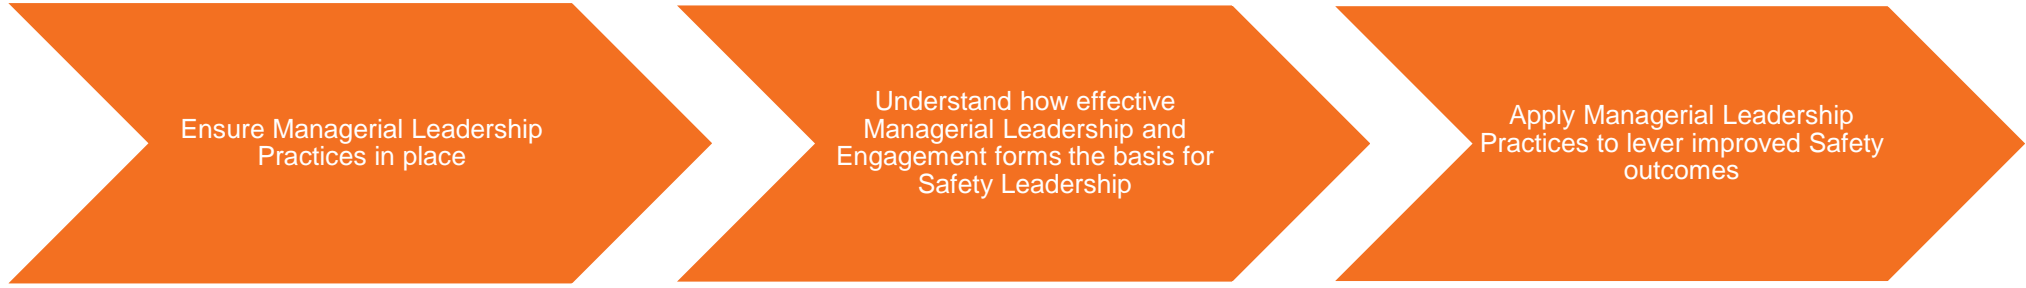 Ensure Managerial Leadership
Practices in place
Understand how effective
Managerial Leadership and
Engagement forms the basis for
Safety Leadership
Apply Managerial Leadership
Practices to lever improved Safety
outcomes